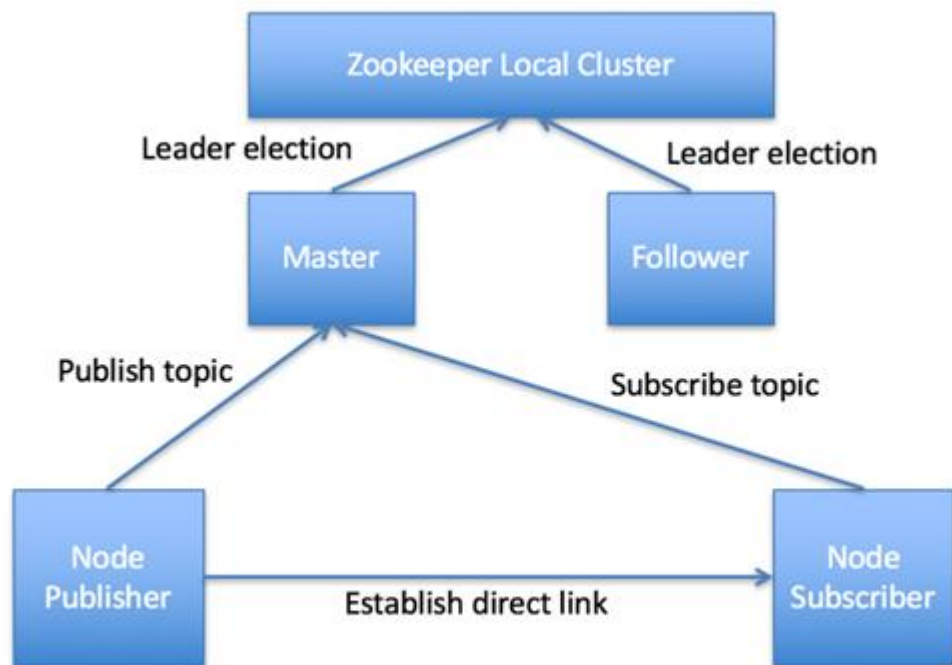 Zookeeper Local Cluster
Leader election
Leader election
Master
Follower
Publish topic
Subscribe topic
Node
Publisher
Node
Subscriber
Establish direct link